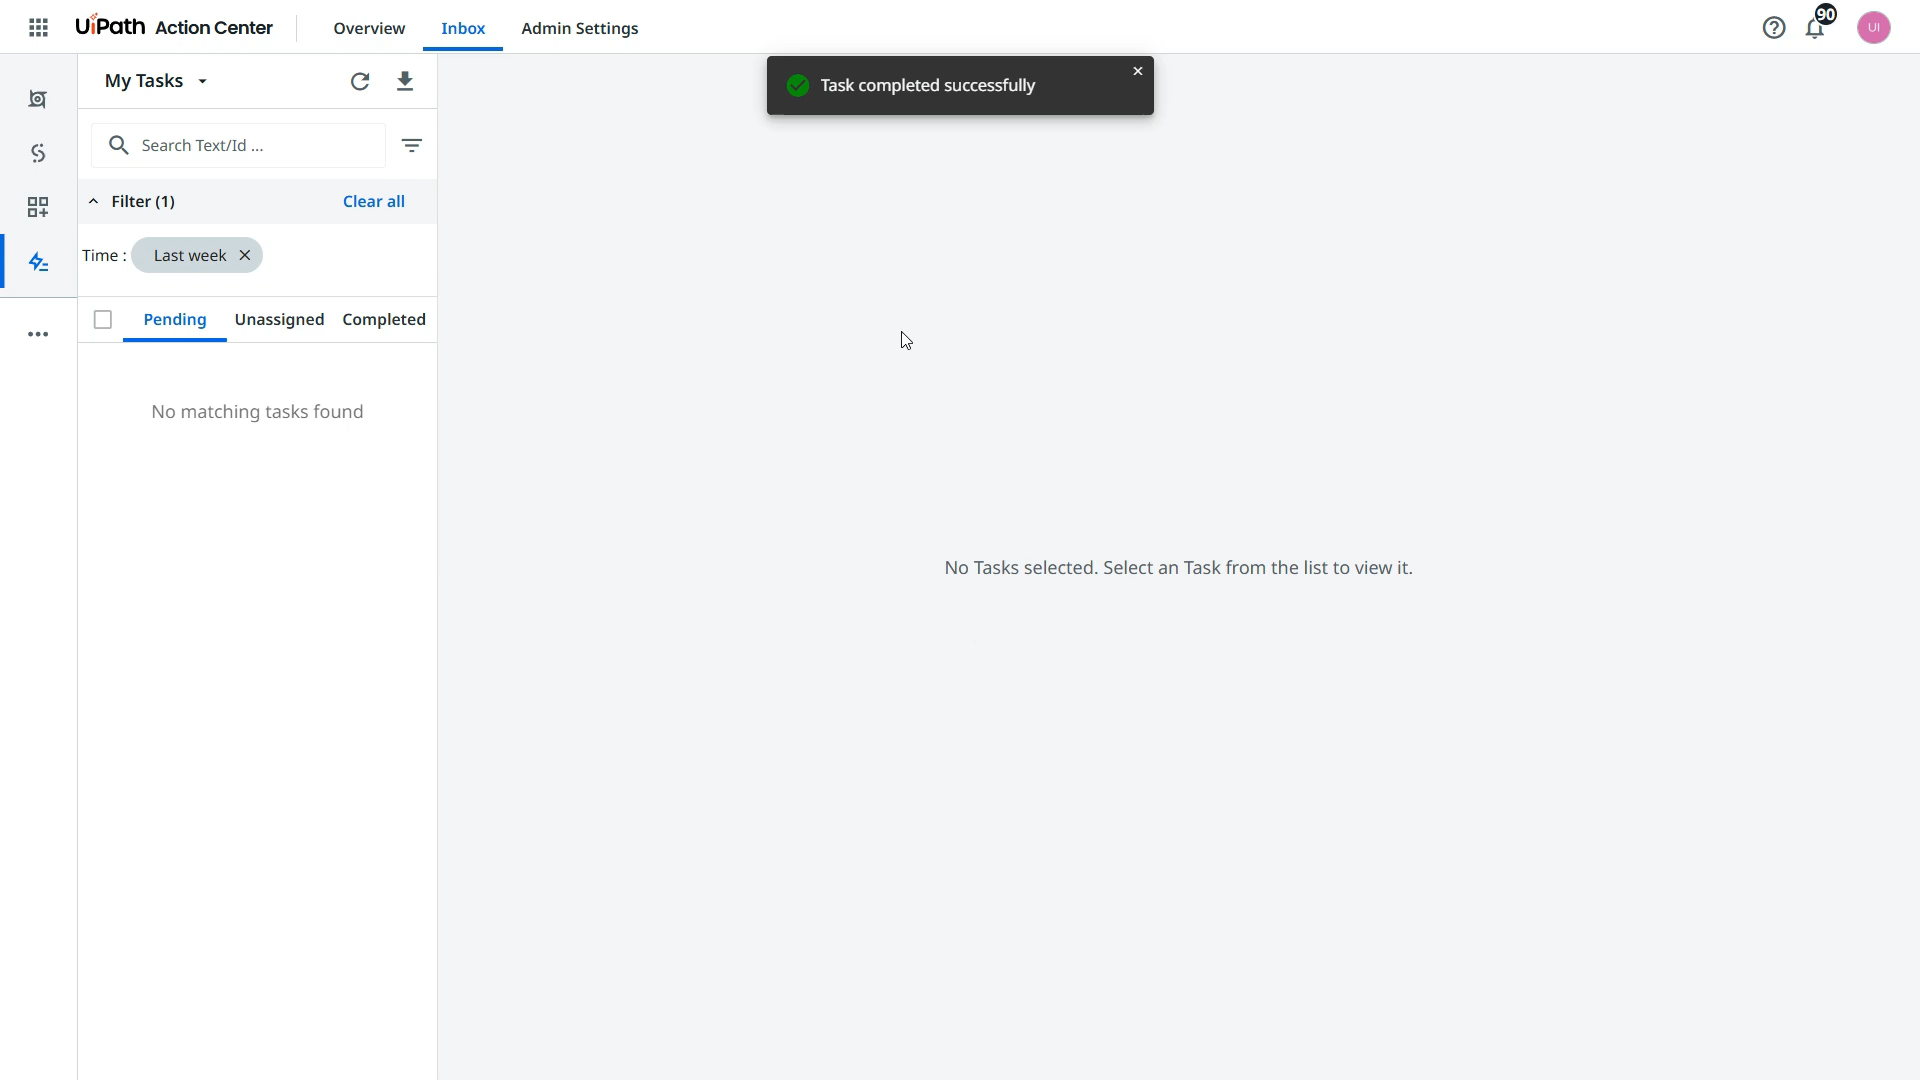 UiPath Action Center
Overview
Inbox
Admin Settings
90
UI
My Tasks
Task completed successfully
Search Text/Id ...
Filter (1)
Clear all
Time :
Last week
Pending
Unassigned
Completed
No matching tasks found
No Tasks selected. Select an Task from the list to view it.